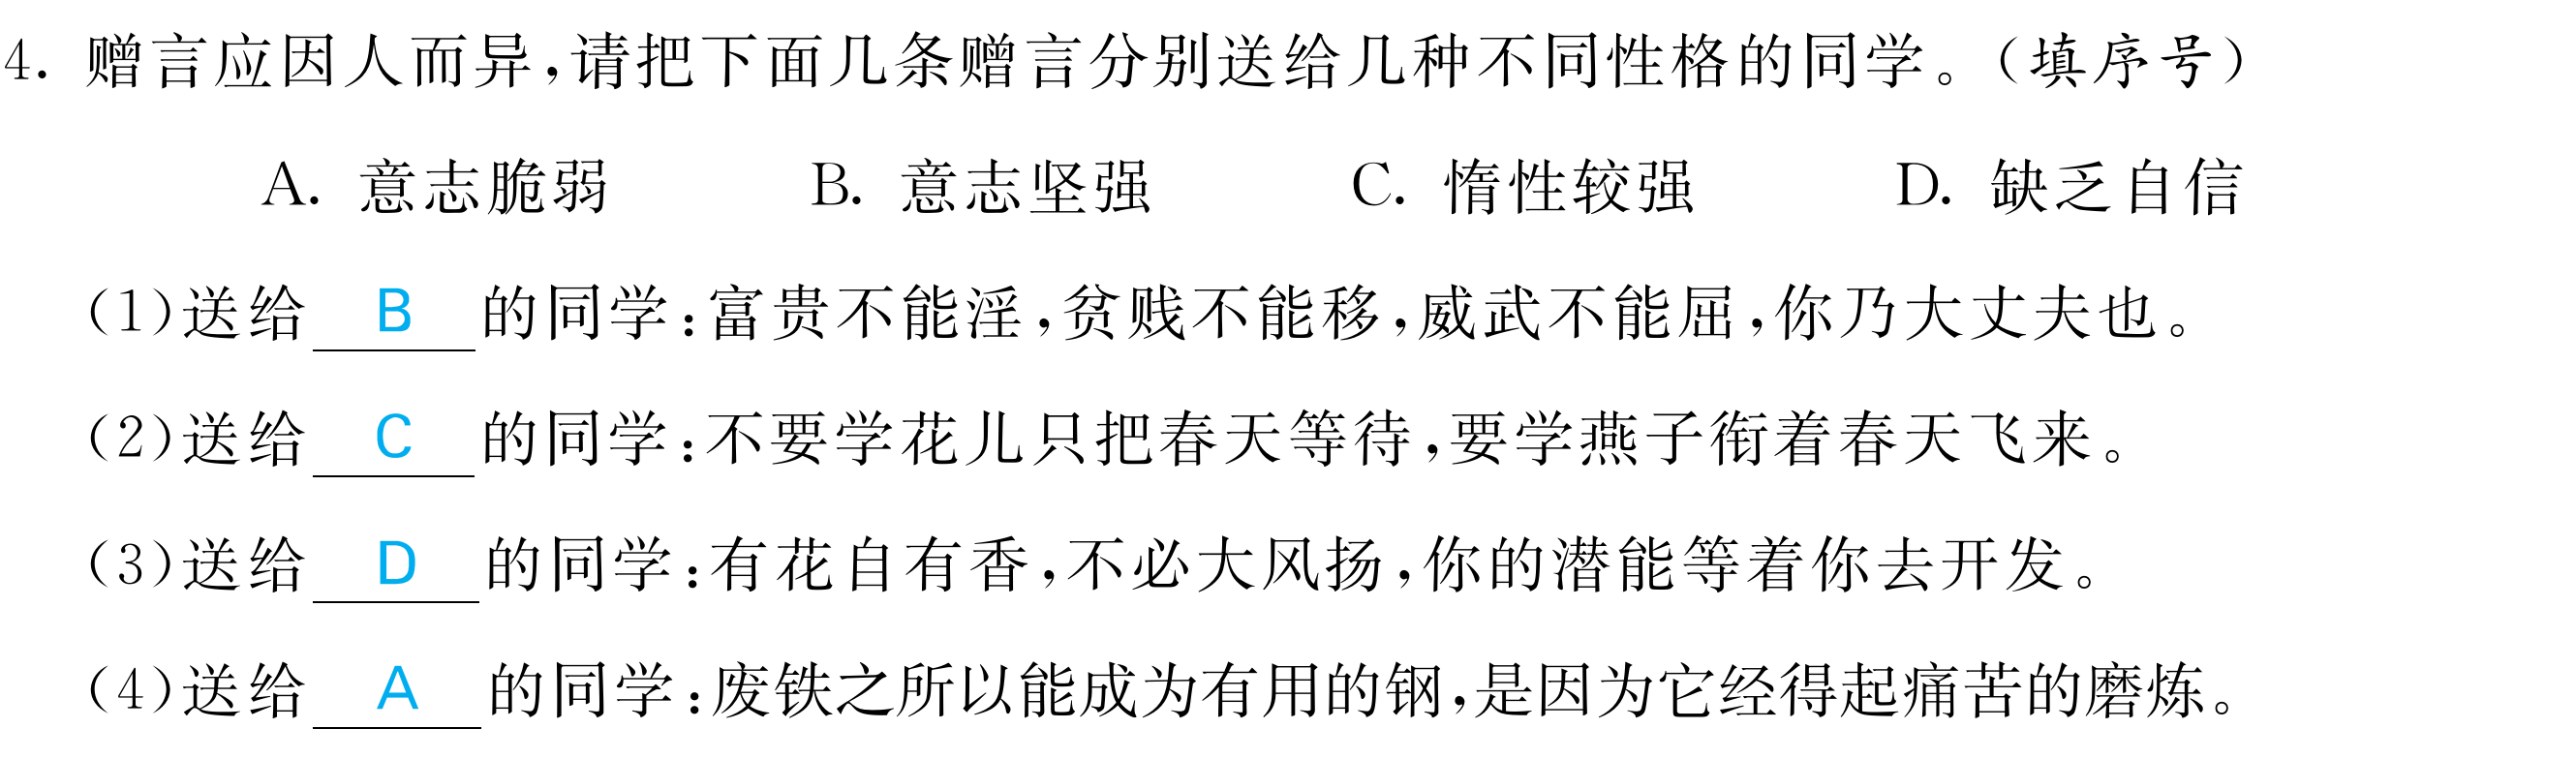 4. 赠言应因人而异,请把下面几条赠言分别送给几种不同性格的同学。(填序号)
A. 意志脆弱 B. 意志坚强 C. 惰性较强 D. 缺乏自信
(1)送给 B 的同学:富贵不能淫,贫贱不能移,威武不能屈,你乃大丈夫也。
(2)送给 C 的同学:不要学花儿只把春天等待,要学燕子衔着春天飞来。
(3)送给 D 的同学:有花自有香,不必大风扬,你的潜能等着你去开发。
(4)送给 A 的同学:废铁之所以能成为有用的钢,是因为它经得起痛苦的磨炼。